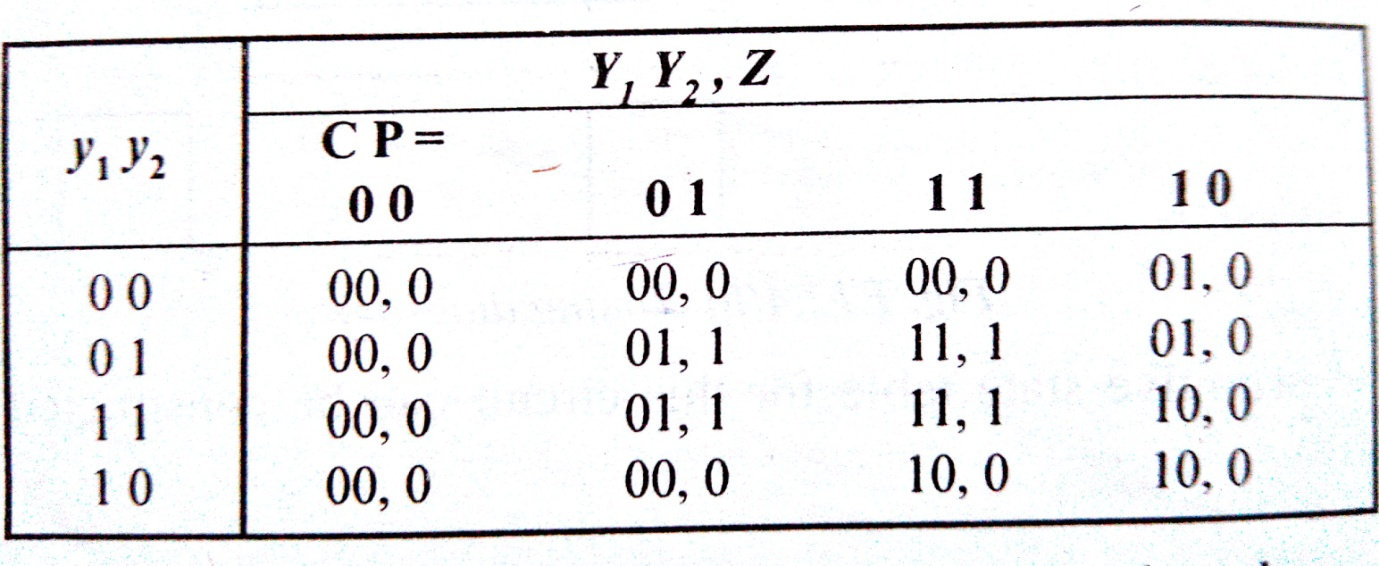 Y1 Y2, Z
y1 y2
C P =
0 0 0 1 1 1 1 0
0 0 00, 0 00, 0 00, 0 01, 0
0 1 00, 0 01, 1 11, 1 01, 0
1 1 00, 0 01, 1 11, 1 10, 0
1 0 00, 0 00, 0 10, 0 10, 0